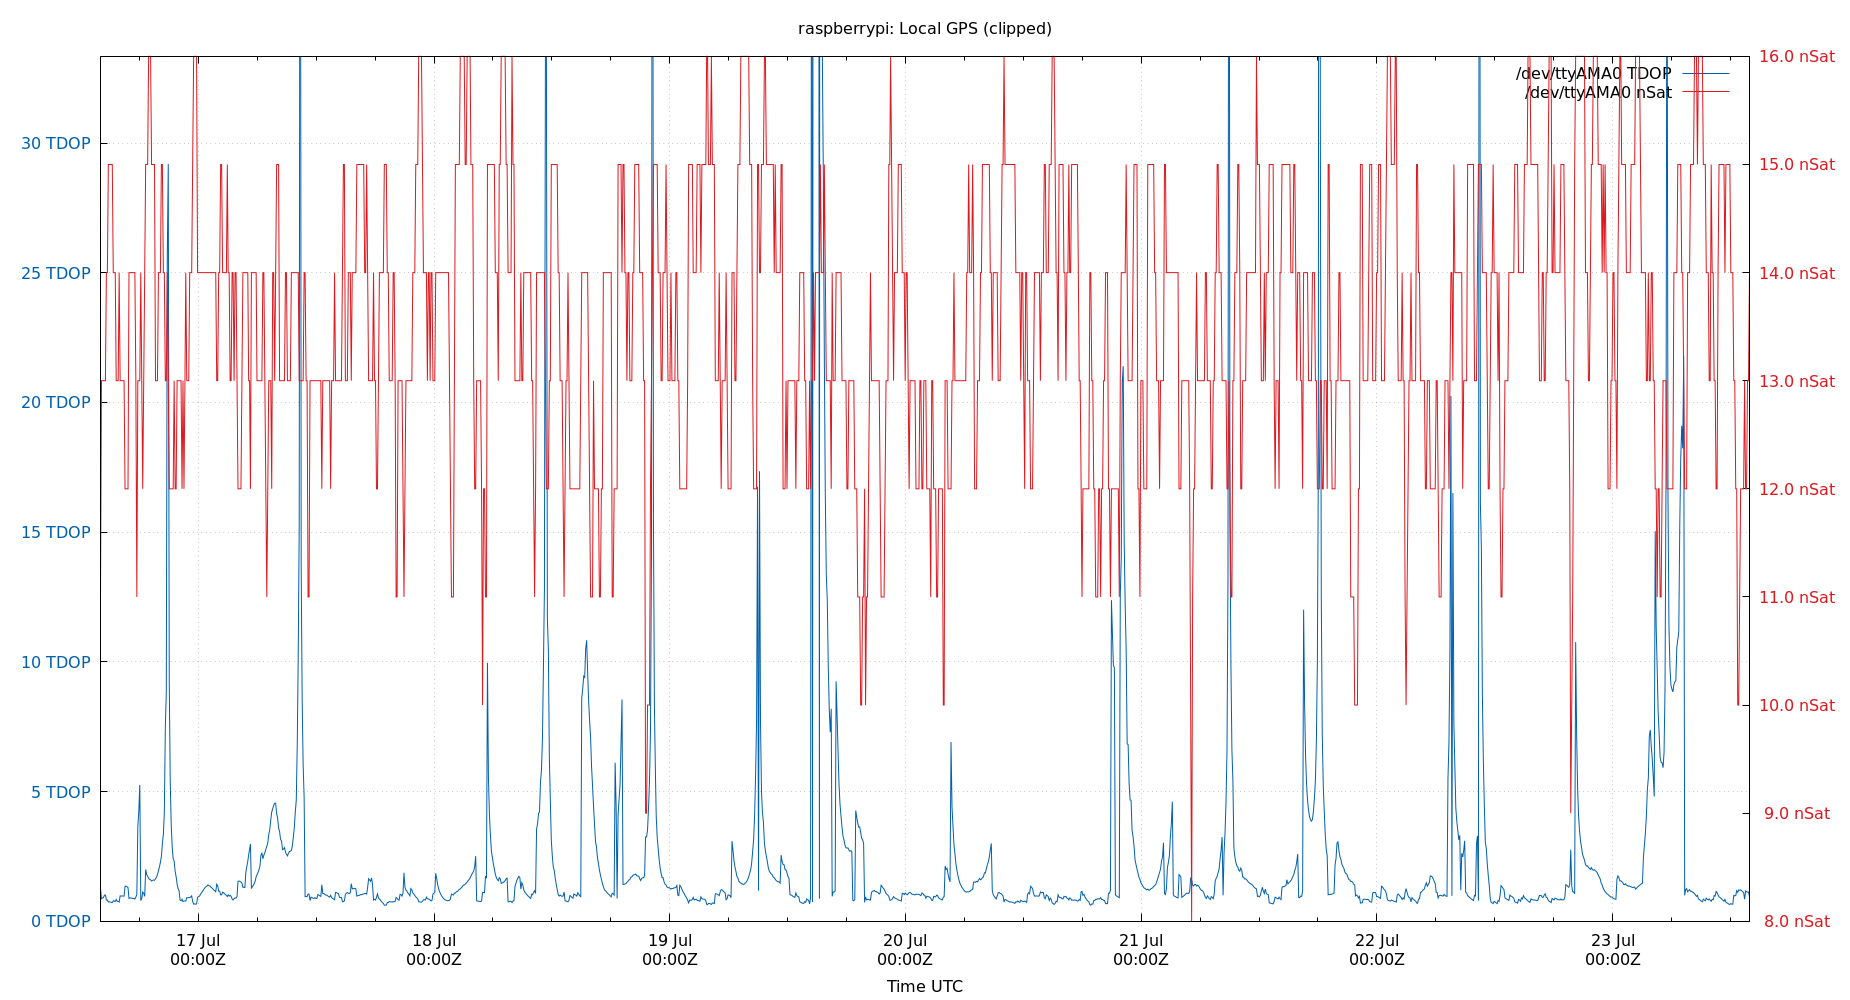 raspberrypi: Local GPS (clipped)
/dev/ttyAMA0 TDOP
/dev/ttyAMA0 nSat
30 TDOP
25 TDOP
20 TDOP
15 TDOP
10 TDOP
5 TDOP
0 TDOP
16.0 nSat
15.0 nSat
14.0 nSat
13.0 nSat
12.0 nSat
11.0 nSat
10.0 nSat
9.0 nSat
8.0 nSat
17 Jul
00:00Z
18 Jul
00:00Z
19 Jul
00:00Z
20 Jul
00:00Z
21 Jul
00:00Z
22 Jul
00:00Z
23 Jul
00:00Z
Time UTC